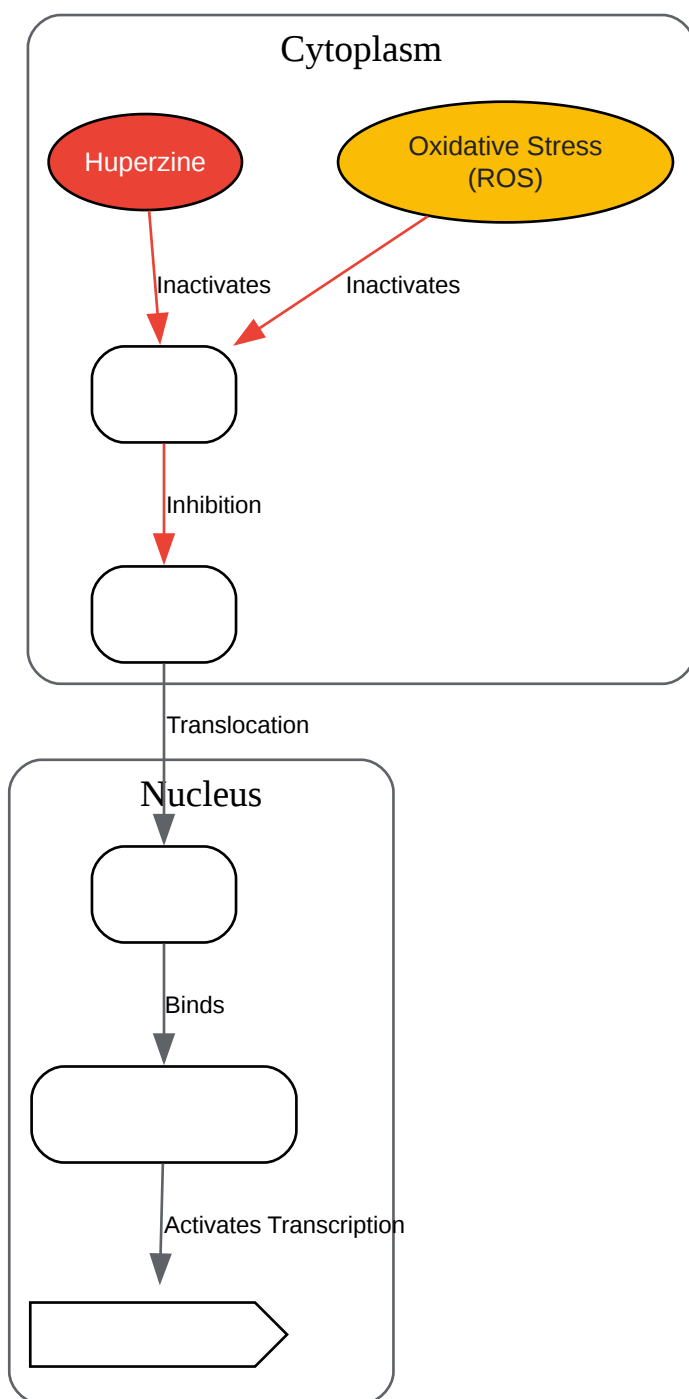 Cytoplasm
Huperzine
Oxidative Stress
(ROS)
Inactivates
Inactivates
Inhibition
Translocation
Nucleus
Binds
Activates Transcription